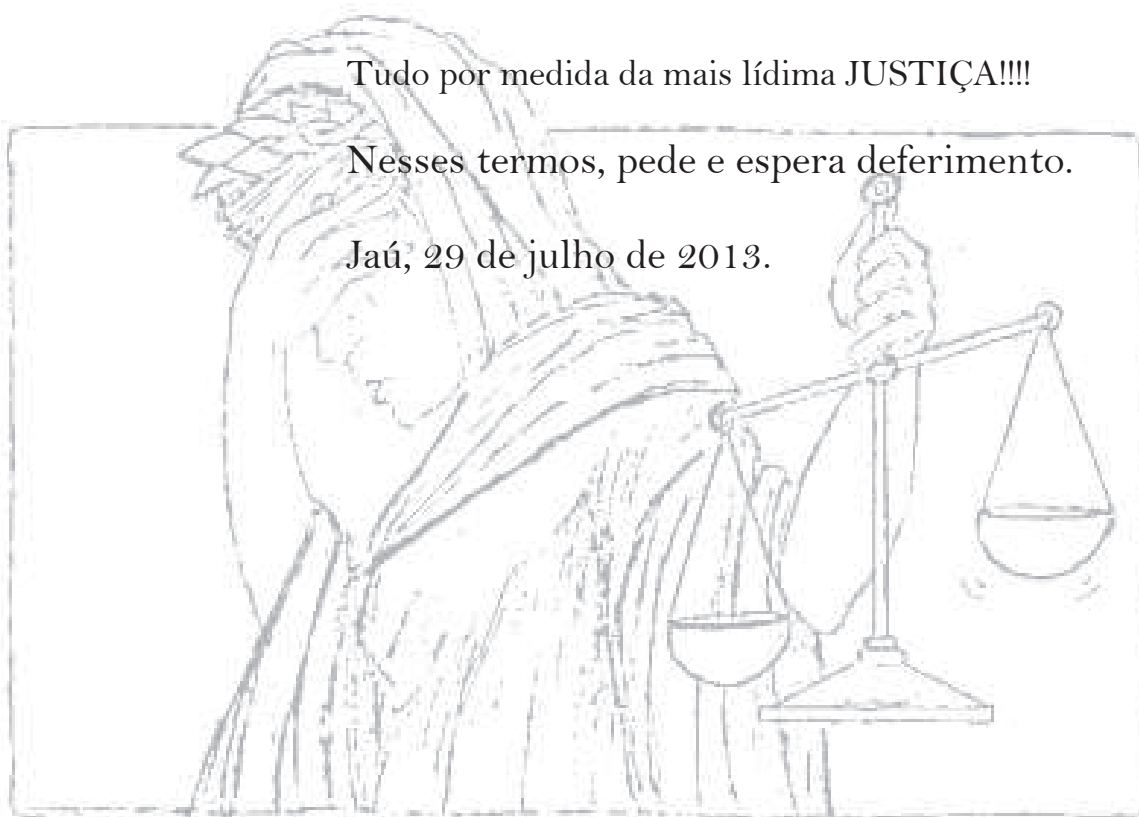 Tudo por medida da mais lídima JUSTIÇA!!!!
Nesses termos, pede e espera deferimento.
Jaú, 29 de julho de 2013.